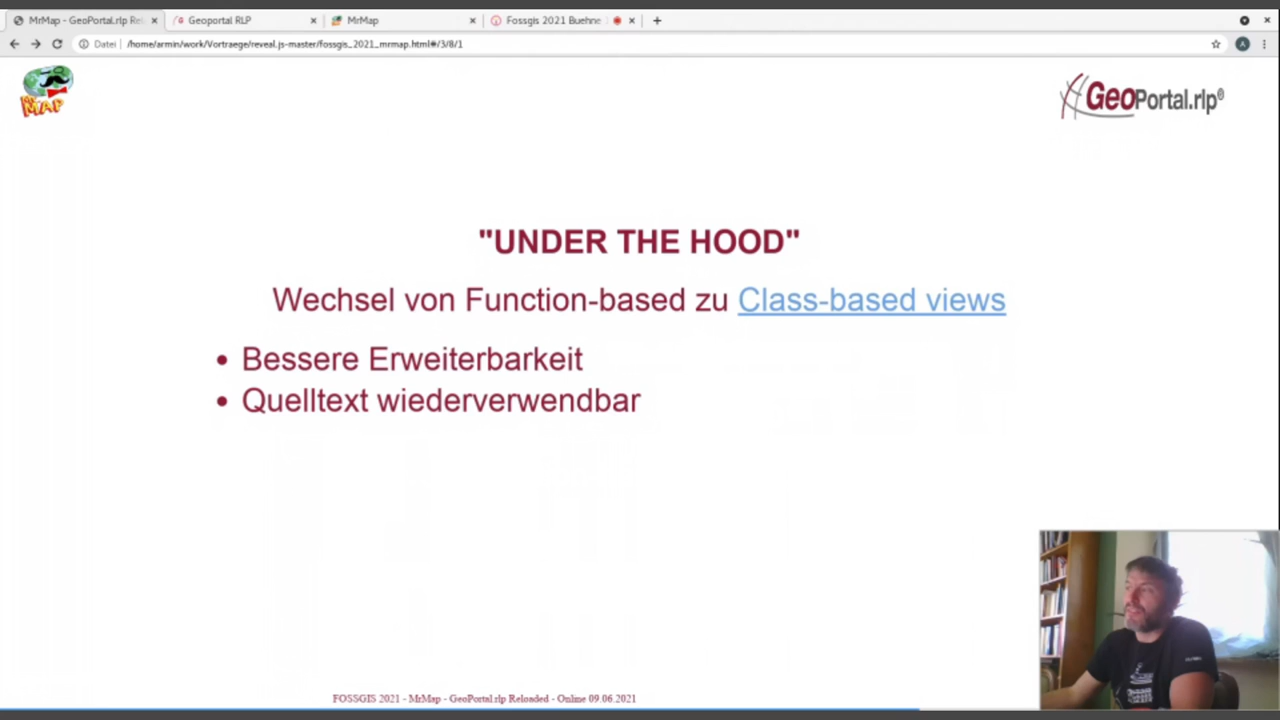 MrMap - GeoPortal.rlp Rel
Geoportal RLP
MrMap
Fossgis 2021 Buehne
Datei
/home/armin/work/Vortraege/reveal.js-master/fossgis_2021_mrmap.html#/3/8/1
A
MAP
GeoPortal.rlp®
"UNDER THE HOOD"
Wechsel von Function-based zu Class-based views
• Bessere Erweiterbarkeit
• Quelltext wiederverwendbar
FOSSGIS 2021 - MrMap - GeoPortal.rlp Reloaded - Online 09.06.2021